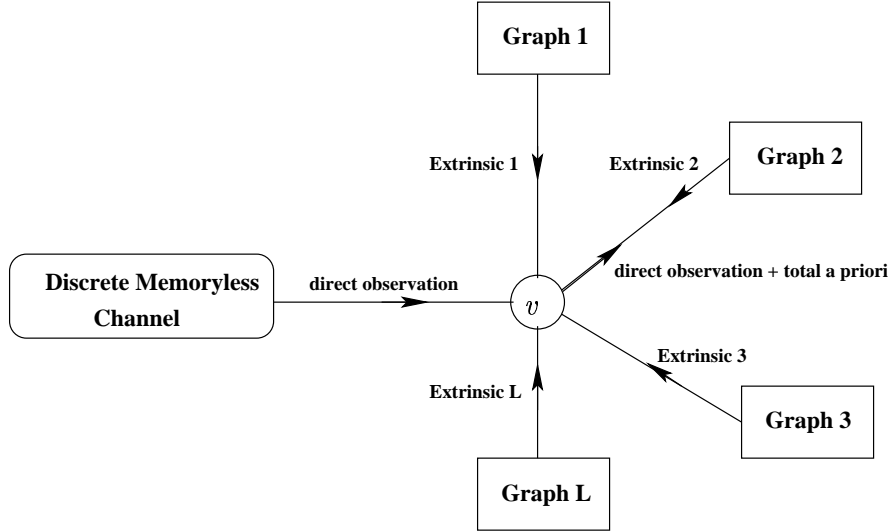 Graph 1
Extrinsic 1
Extrinsic 2
Graph 2
Discrete Memoryless
Channel
direct observation
direct observation + total a priori
v
Extrinsic 3
Extrinsic L
Graph 3
Graph L